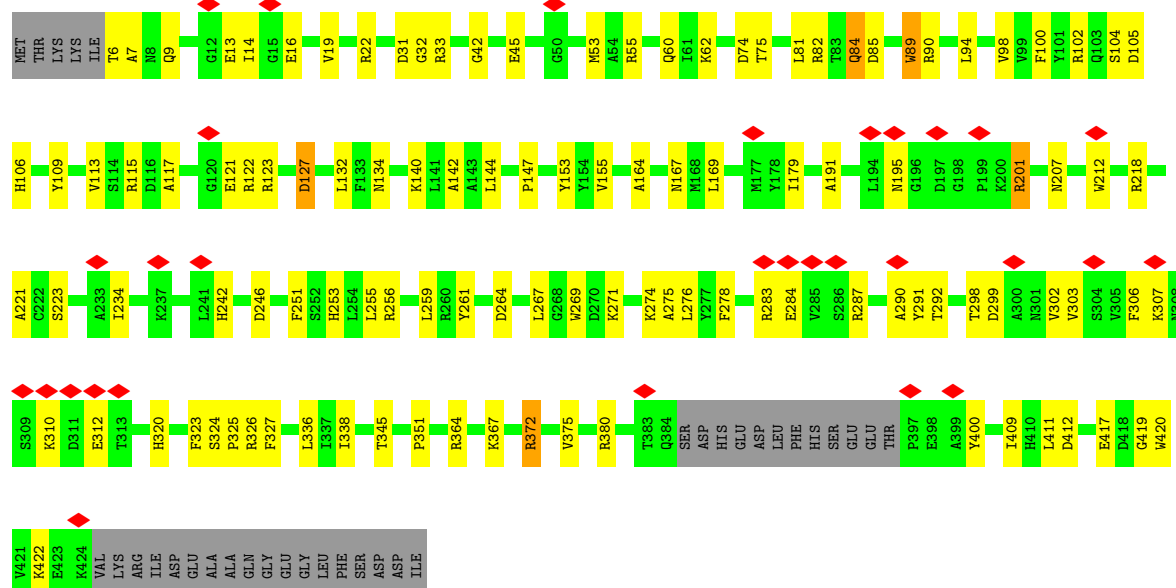 MET THR LYS LYS ILE T6 A7 N8 Q9 G12 E13 I14 G15 E16 V19 R22 D31 G32 R33 G42 E45 G50 M53 A54 R55 Q60 I61 K62 D74 T75 L81 R82 T83 Q84 D85 W89 R90 L94 V98 V99 F100 Y101 R102 Q103 S104 D105
H106 Y109 V113 S114 R115 D116 A117 G120 E121 R122 R123 D127 L132 F133 N134 K140 L141 A142 A143 L144 P147 Y153 Y154 V155 A164 N167 M168 L169 M177 Y178 I179 A191 L194 N195 G196 D197 G198 P199 K200 R201 N207 W212 R218
A221 C222 S223 A233 I234 K237 L241 H242 D246 F251 S252 H253 L254 L255 R256 L259 R260 Y261 D264 L267 G268 W269 D270 K271 K274 A275 L276 Y277 F278 R283 E284 V285 S286 R287 A290 Y291 T292 T298 D299 A300 N301 V302 V303 S304 V305 F306 K307 N308
S309 K310 D311 E312 T313 H320 F323 S324 P325 R326 F327 L336 I337 I338 T345 P351 R364 K367 R372 V375 R380 T383 Q384 SER ASP HIS GLU ASP LEU PHE HIS SER GLU GLU THR P397 E398 A399 Y400 I409 H410 L411 D412 E417 D418 G419 W420
V421 K422 E423 K424 VAL LYS ARG ILE ASP GLU ALA ALA GLN GLY GLU GLY LEU PHE SER ASP ASP ILE